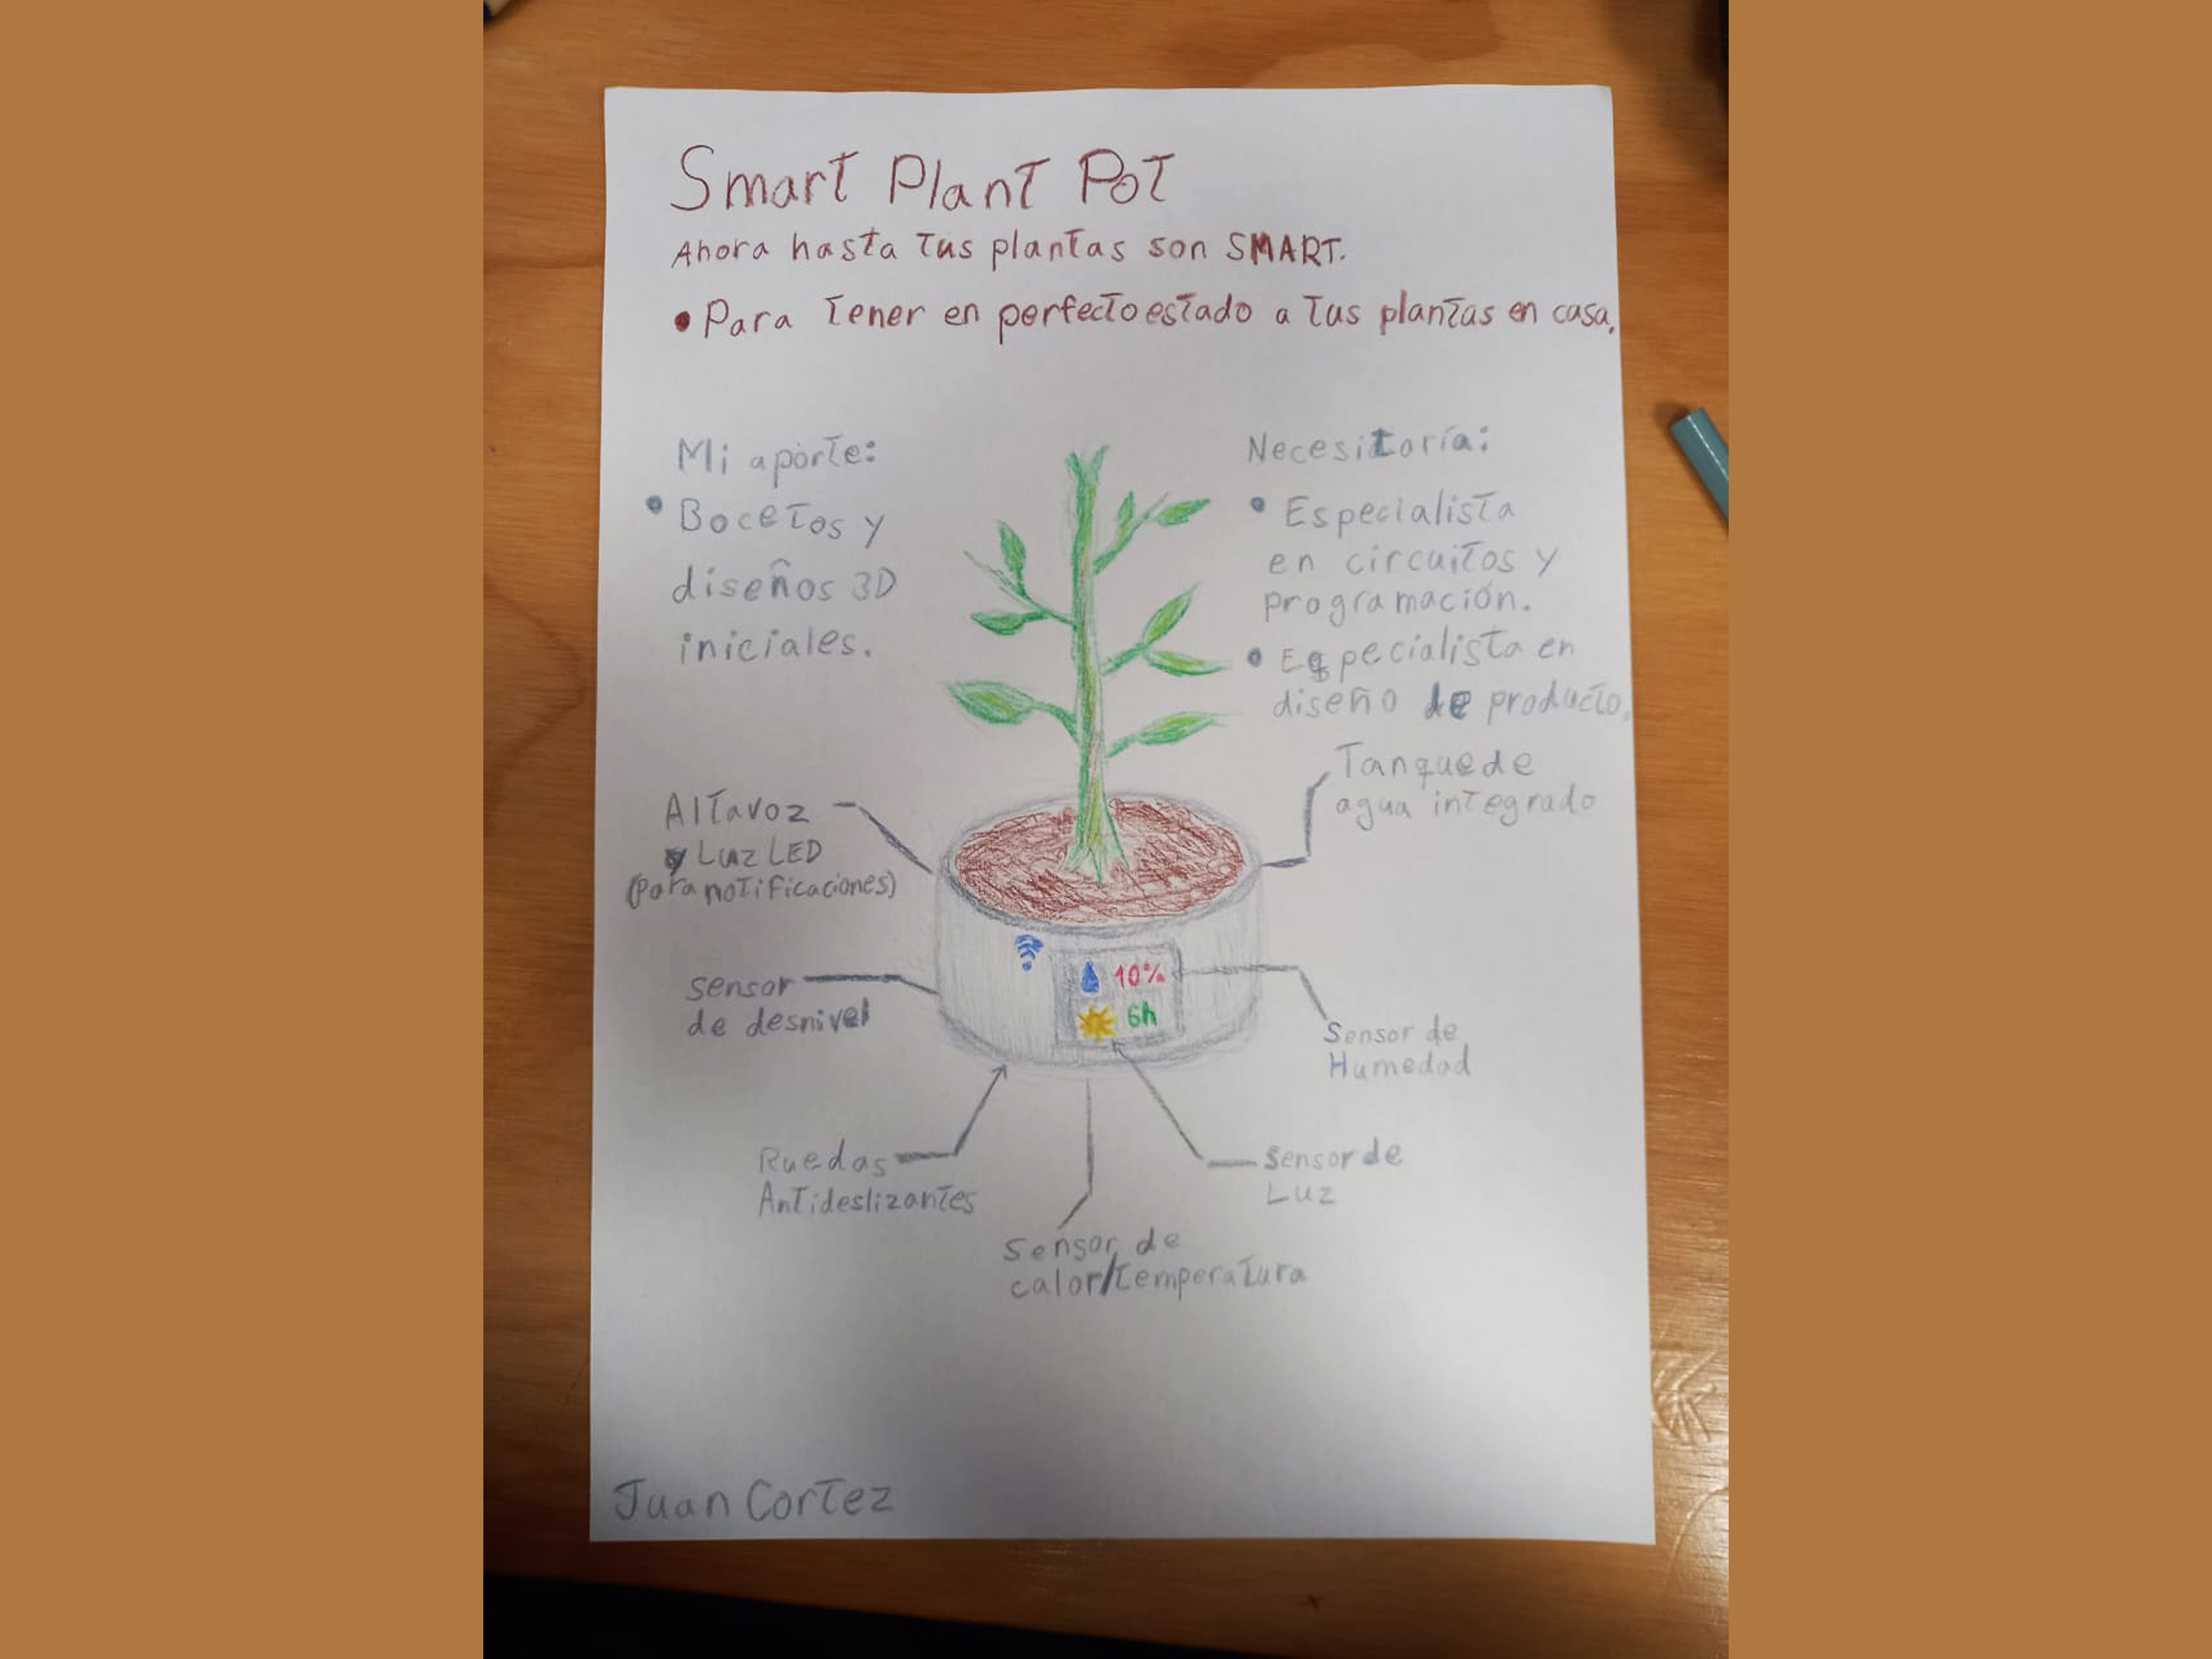 Smart Plant Pot
Ahora hasta tus plantas son SMART.
• Para tener en perfecto estado a tus plantas en casa.
Mi aporte:
• Bocetos y
diseños 3D
iniciales.
Necesitoría:
• Especialista
en circuitos y
programación.
• Especialista en
diseño de producto.
Tanque de
agua integrado
Altavoz
y Luz LED
(para notificaciones)
10%
6h
sensor
de desnivel
Sensor de
Humedad
Ruedas
Antideslizantes
Sensor de
Luz
Sensor de
calor/temperatura
Juan Cortez